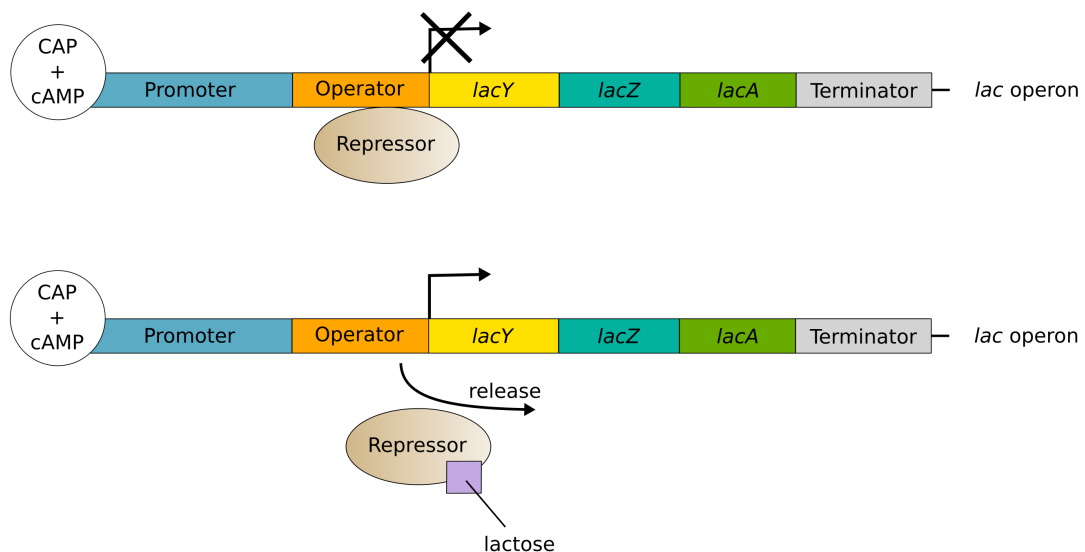 CAP
+
cAMP
Promoter Operator lacY lacZ lacA Terminator lac operon
Repressor
CAP
+
cAMP
Promoter Operator lacY lacZ lacA Terminator lac operon
release
Repressor
lactose